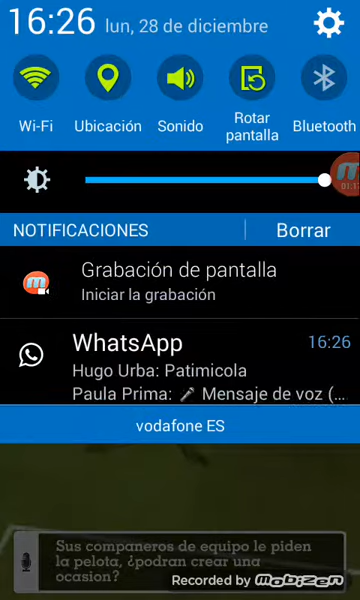 16:26 lun, 28 de diciembre
Wi-Fi
Ubicación
Sonido
Rotar
pantalla
Bluetooth
01:17
NOTIFICACIONES
Borrar
Grabación de pantalla
Iniciar la grabación
WhatsApp 16:26
Hugo Urba: Patimicola
Paula Prima: 🎤 Mensaje de voz (...
vodafone ES
Sus companeros de equipo le piden
la pelota, ¿podran crear una
ocasion?
Recorded by mobizen